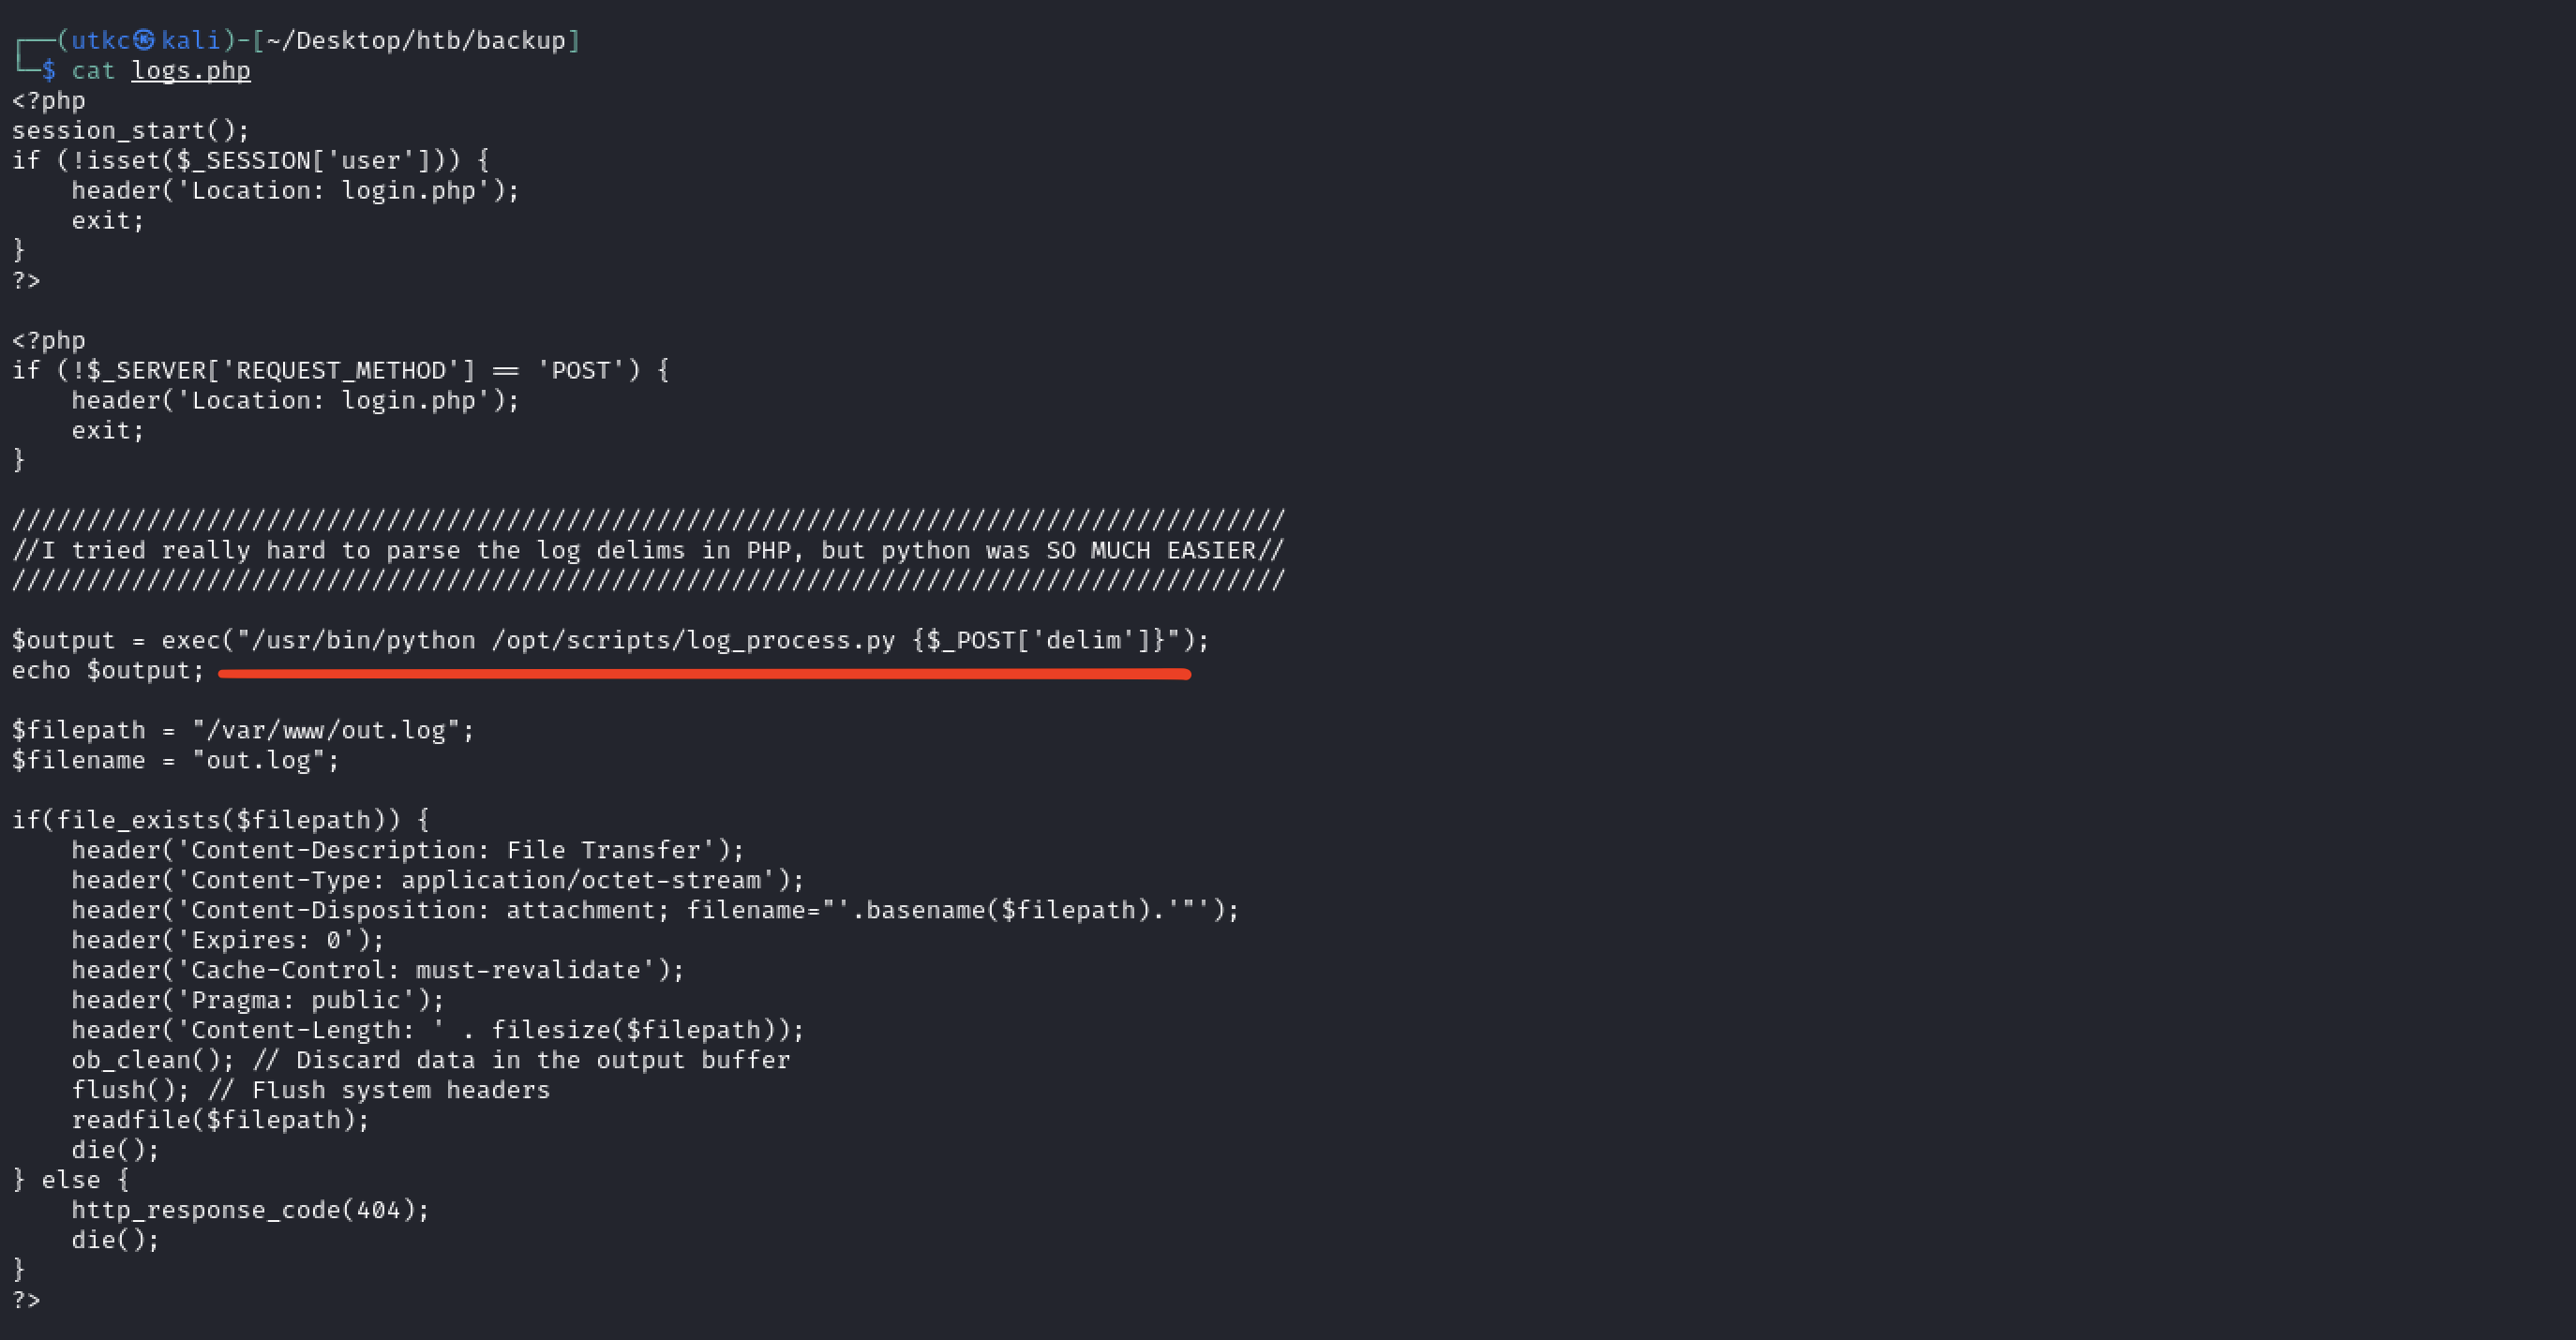 ┌──(utkc㉿kali)-[~/Desktop/htb/backup]
└─$ cat logs.php
<?php
session_start();
if (!isset($_SESSION['user'])) {
    header('Location: login.php');
    exit;
}
?>

<?php
if (!$_SERVER['REQUEST_METHOD'] == 'POST') {
    header('Location: login.php');
    exit;
}

/////////////////////////////////////////////////////////////////////////////////////
//I tried really hard to parse the log delims in PHP, but python was SO MUCH EASIER//
/////////////////////////////////////////////////////////////////////////////////////

$output = exec("/usr/bin/python /opt/scripts/log_process.py {$_POST['delim']}");
echo $output;

$filepath = "/var/www/out.log";
$filename = "out.log";

if(file_exists($filepath)) {
    header('Content-Description: File Transfer');
    header('Content-Type: application/octet-stream');
    header('Content-Disposition: attachment; filename="'.basename($filepath).'"');
    header('Expires: 0');
    header('Cache-Control: must-revalidate');
    header('Pragma: public');
    header('Content-Length: ' . filesize($filepath));
    ob_clean(); // Discard data in the output buffer
    flush(); // Flush system headers
    readfile($filepath);
    die();
} else {
    http_response_code(404);
    die();
}
?>